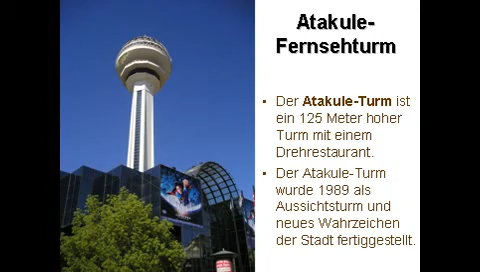 Atakule-
Fernsehturm
• Der Atakule-Turm ist
ein 125 Meter hoher
Turm mit einem
Drehrestaurant.
• Der Atakule-Turm
wurde 1989 als
Aussichtsturm und
neues Wahrzeichen
der Stadt fertiggestellt.